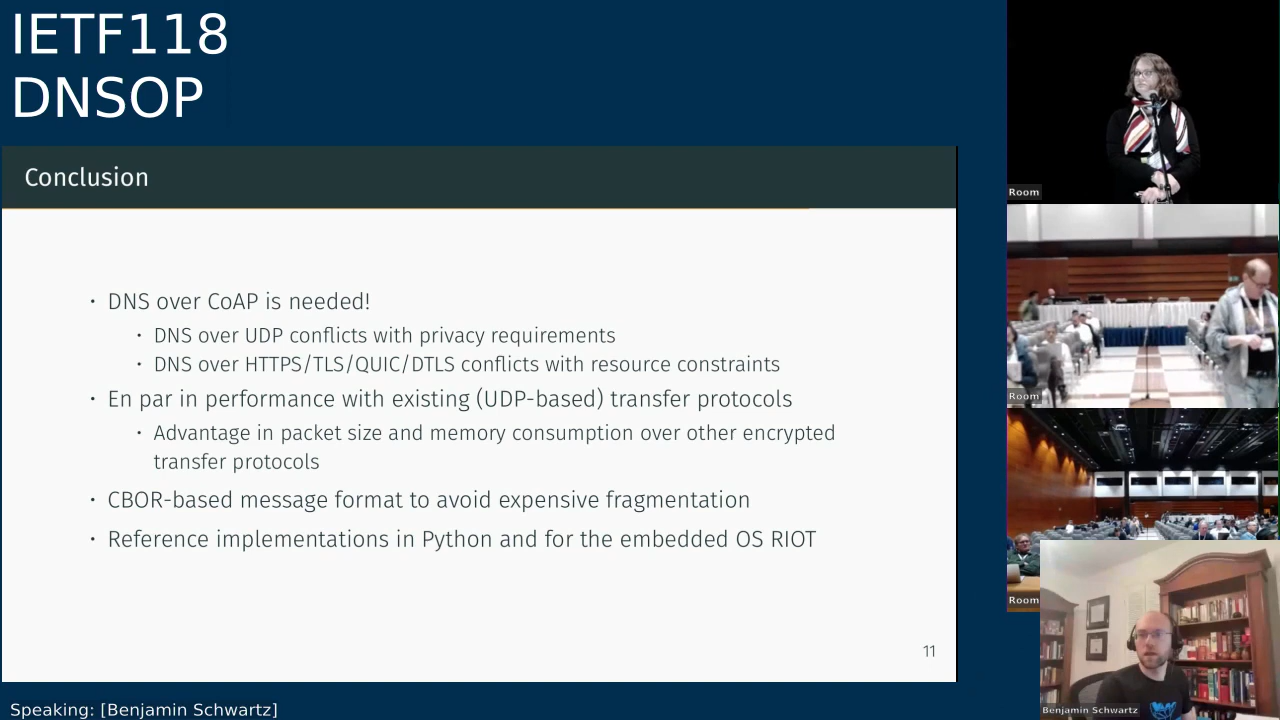 IETF118
DNSOP
Conclusion
• DNS over CoAP is needed!
• DNS over UDP conflicts with privacy requirements
• DNS over HTTPS/TLS/QUIC/DTLS conflicts with resource constraints
• En par in performance with existing (UDP-based) transfer protocols
• Advantage in packet size and memory consumption over other encrypted
transfer protocols
• CBOR-based message format to avoid expensive fragmentation
• Reference implementations in Python and for the embedded OS RIOT
11
Speaking: [Benjamin Schwartz]
Room
Room
Room
Benjamin Schwartz